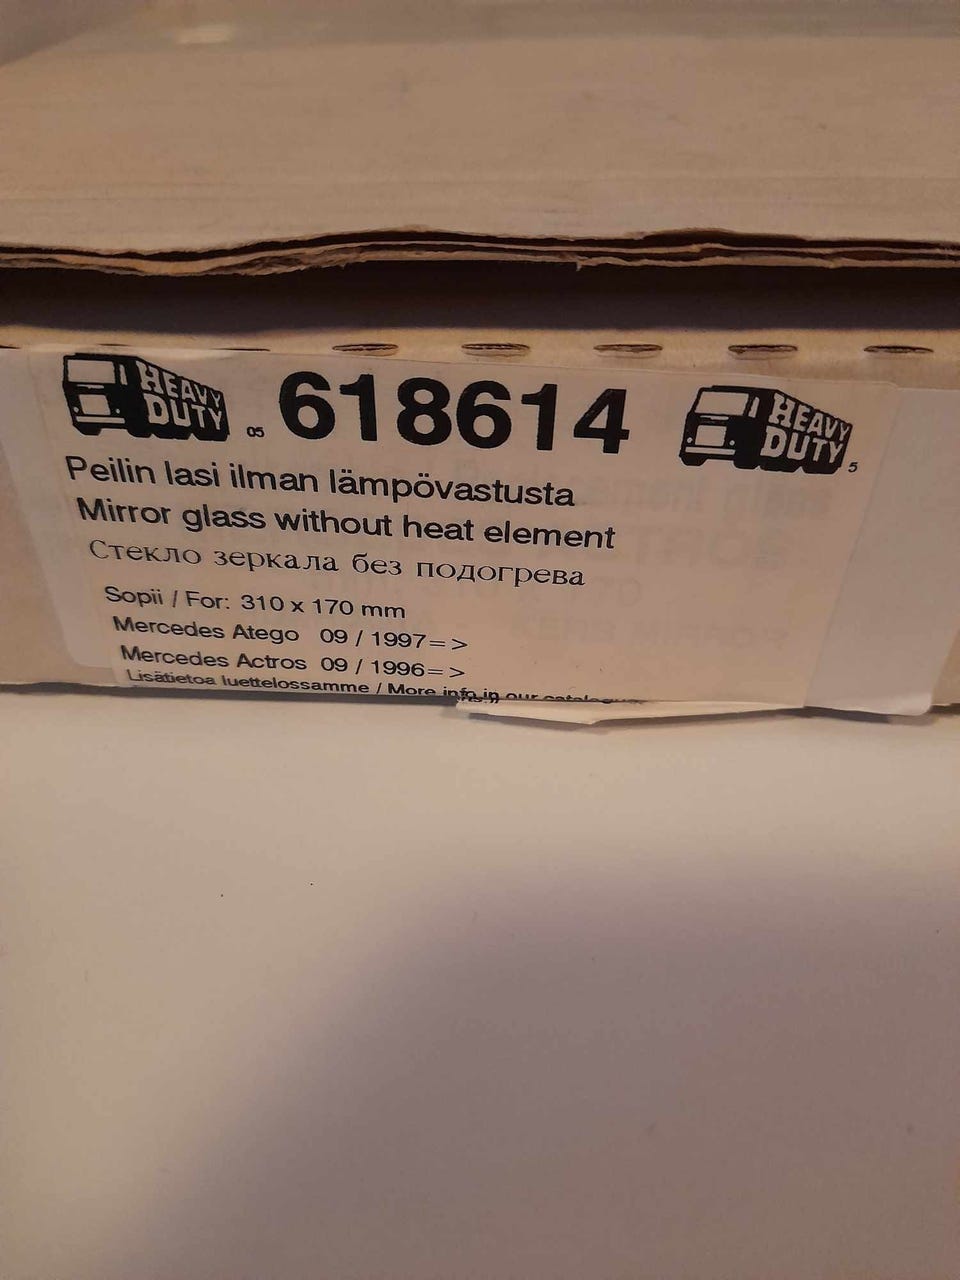 HEAVY DUTY 05 618614 HEAVY DUTY 5
Peilin lasi ilman lämpövastusta
Mirror glass without heat element
Стекло зеркала без подогрева
Sopii / For: 310 x 170 mm
Mercedes Atego 09 / 1997=>
Mercedes Actros 09 / 1996=>
Lisätietoa luettelossamme / More info in our